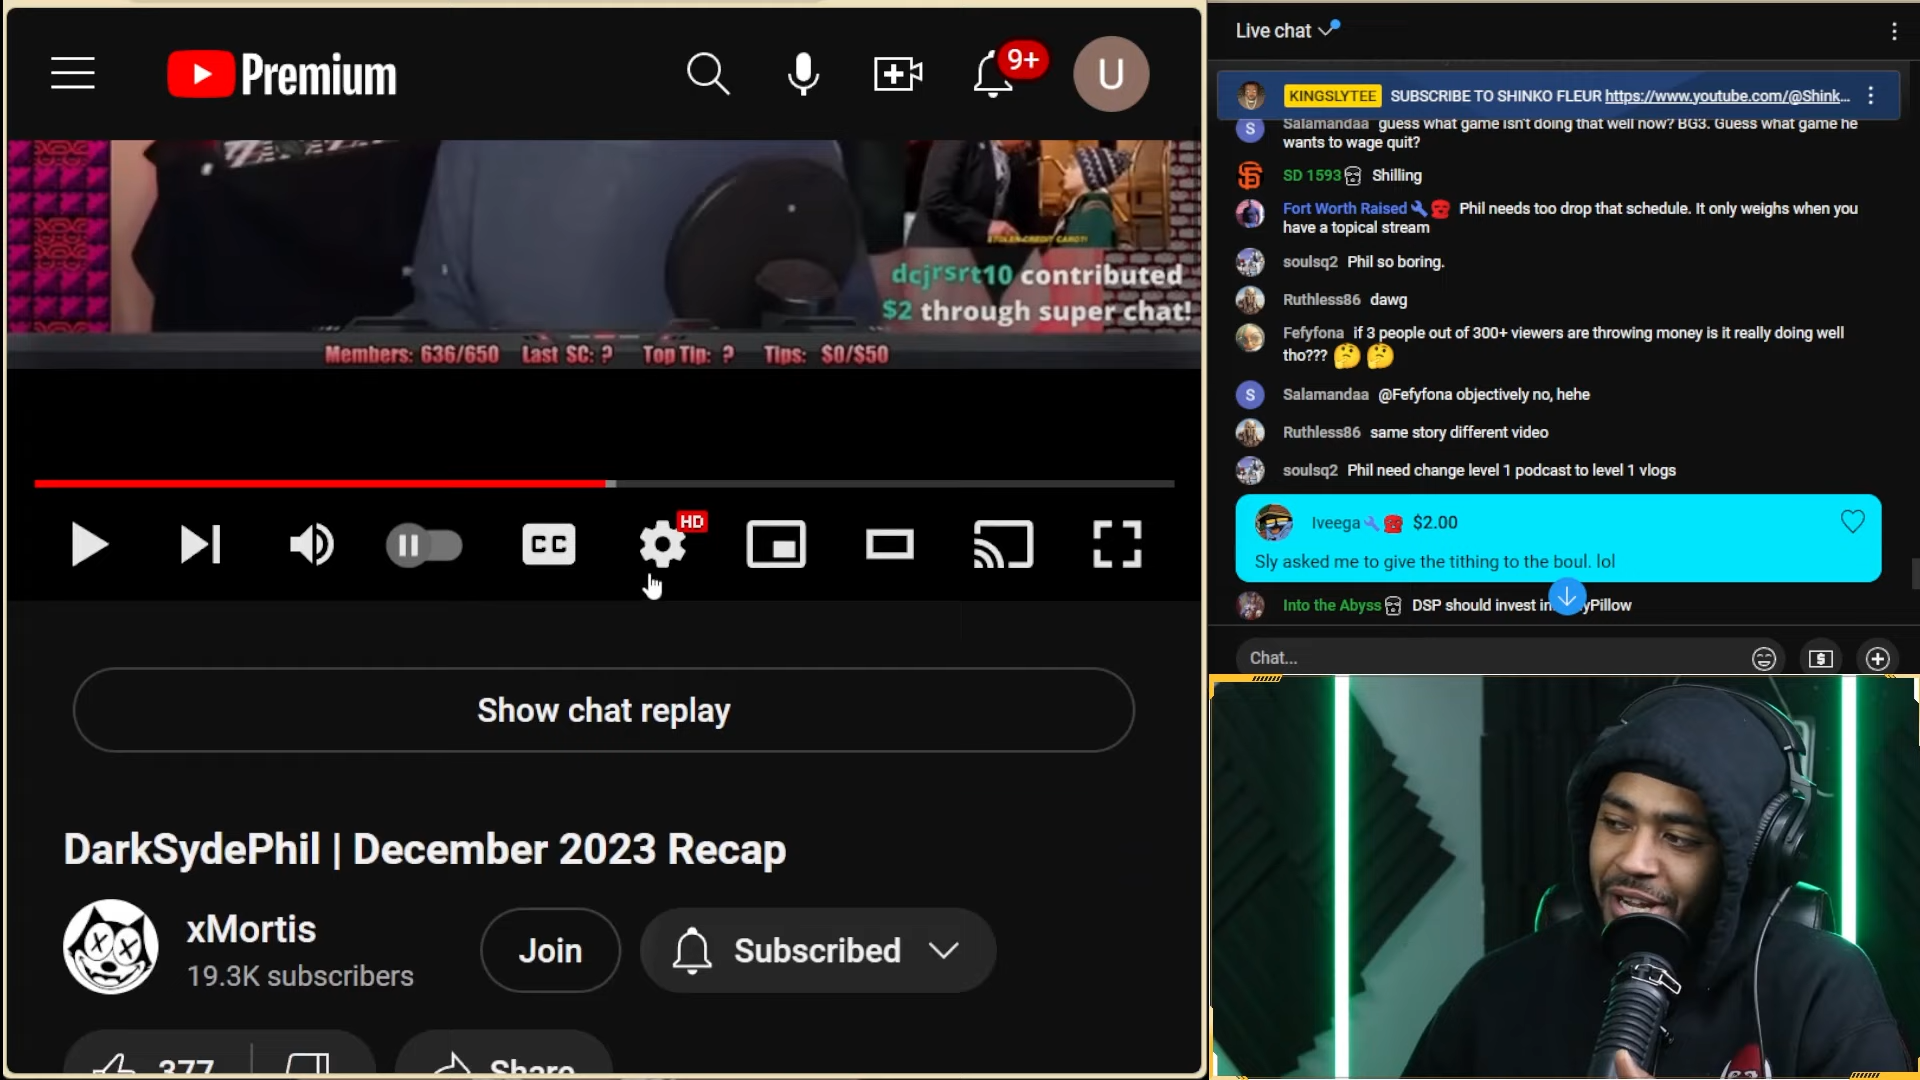 Premium
9+
U
STOLEN CREDIT CARD?!
dcjrsrt10 contributed
$2 through super chat!
Members: 636/650 Last SC: ? Top Tip: ? Tips: $0/$50
CC
HD
Show chat replay
DarkSydePhil | December 2023 Recap
xMortis
19.3K subscribers
Join
Subscribed
377
Share
Live chat
KINGSLYTEE SUBSCRIBE TO SHINKO FLEUR https://www.youtube.com/@Shink...
S
Salamandaa guess what game isn't doing that well now? BG3. Guess what game he
wants to wage quit?
SD 1593 Shilling
Fort Worth Raised Phil needs too drop that schedule. It only weighs when you
have a topical stream
soulsq2 Phil so boring.
Ruthless86 dawg
Fefyfona if 3 people out of 300+ viewers are throwing money is it really doing well
tho??? 🤔 🤔
S
Salamandaa @Fefyfona objectively no, hehe
Ruthless86 same story different video
soulsq2 Phil need change level 1 podcast to level 1 vlogs
Iveega $2.00
Sly asked me to give the tithing to the boul. lol
Into the Abyss DSP should invest in yPillow
Chat...